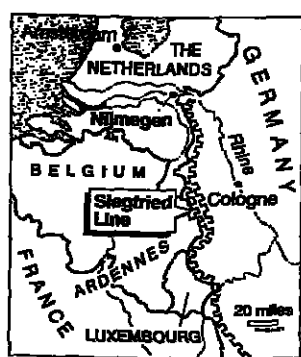 Amsterdam
THE
NETHERLANDS
GERMANY
Nijmegen
Rhine
BELGIUM
Siegfried
Line
Cologne
ARDENNES
FRANCE
20 miles
LUXEMBOURG